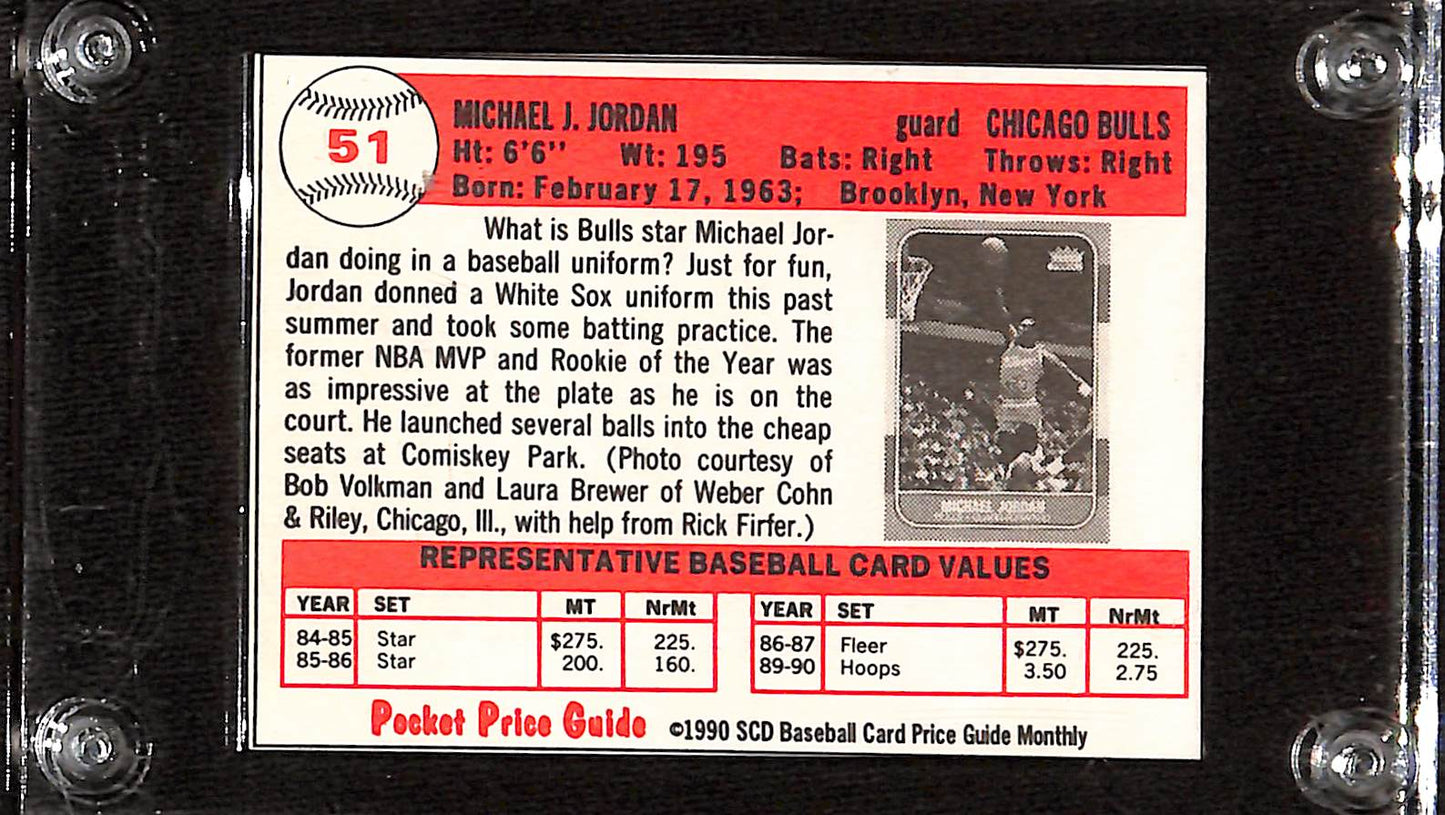 51
MICHAEL J. JORDAN guard CHICAGO BULLS
Ht: 6'6" Wt: 195 Bats: Right Throws: Right
Born: February 17, 1963; Brooklyn, New York
What is Bulls star Michael Jor-
dan doing in a baseball uniform? Just for fun,
Jordan donned a White Sox uniform this past
summer and took some batting practice. The
former NBA MVP and Rookie of the Year was
as impressive at the plate as he is on the
court. He launched several balls into the cheap
seats at Comiskey Park. (Photo courtesy of
Bob Volkman and Laura Brewer of Weber Cohn
& Riley, Chicago, Ill., with help from Rick Firfer.)
MICHAEL JORDAN
REPRESENTATIVE BASEBALL CARD VALUES
YEAR SET MT NrMt YEAR SET MT NrMt
84-85 Star $275. 225. 86-87 Fleer $275. 225.
85-86 Star 200. 160. 89-90 Hoops 3.50 2.75
Pocket Price Guide ©1990 SCD Baseball Card Price Guide Monthly